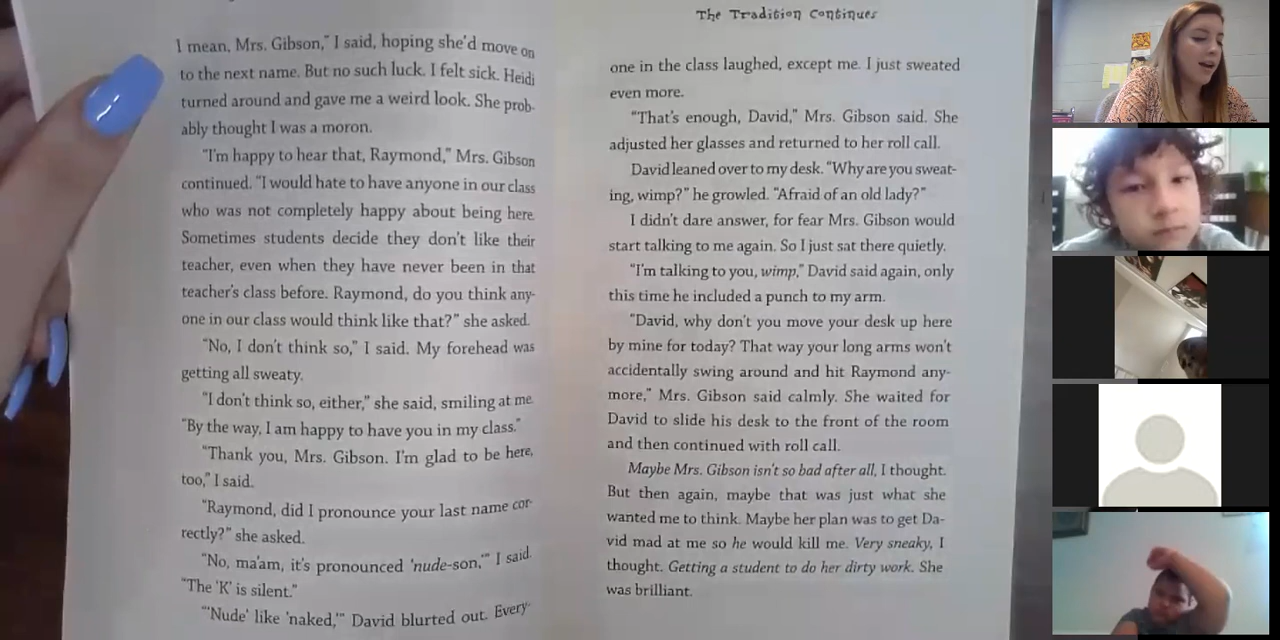 I mean, Mrs. Gibson," I said, hoping she'd move on
to the next name. But no such luck. I felt sick. Heidi
turned around and gave me a weird look. She prob-
ably thought I was a moron.
"I'm happy to hear that, Raymond," Mrs. Gibson
continued. "I would hate to have anyone in our class
who was not completely happy about being here
Sometimes students decide they don't like their
teacher, even when they have never been in that
teacher's class before. Raymond, do you think any-
one in our class would think like that?" she asked.
"No, I don't think so," I said. My forehead was
getting all sweaty.
"I don't think so, either," she said, smiling at me.
"By the way, I am happy to have you in my class."
"Thank you, Mrs. Gibson. I'm glad to be here,
too," I said.
"Raymond, did I pronounce your last name cor-
rectly?" she asked.
"No, ma'am, it's pronounced 'nude-son,'" I said.
"The 'K' is silent."
"'Nude' like 'naked,'" David blurted out. Every-
The Tradition Continues
one in the class laughed, except me. I just sweated
even more.
"That's enough, David," Mrs. Gibson said. She
adjusted her glasses and returned to her roll call.
David leaned over to my desk. "Why are you sweat-
ing, wimp?" he growled. "Afraid of an old lady?"
I didn't dare answer, for fear Mrs. Gibson would
start talking to me again. So I just sat there quietly.
"I'm talking to you, wimp," David said again, only
this time he included a punch to my arm.
"David, why don't you move your desk up here
by mine for today? That way your long arms won't
accidentally swing around and hit Raymond any-
more," Mrs. Gibson said calmly. She waited for
David to slide his desk to the front of the room
and then continued with roll call.
Maybe Mrs. Gibson isn't so bad after all, I thought.
But then again, maybe that was just what she
wanted me to think. Maybe her plan was to get Da-
vid mad at me so he would kill me. Very sneaky, I
thought. Getting a student to do her dirty work. She
was brilliant.